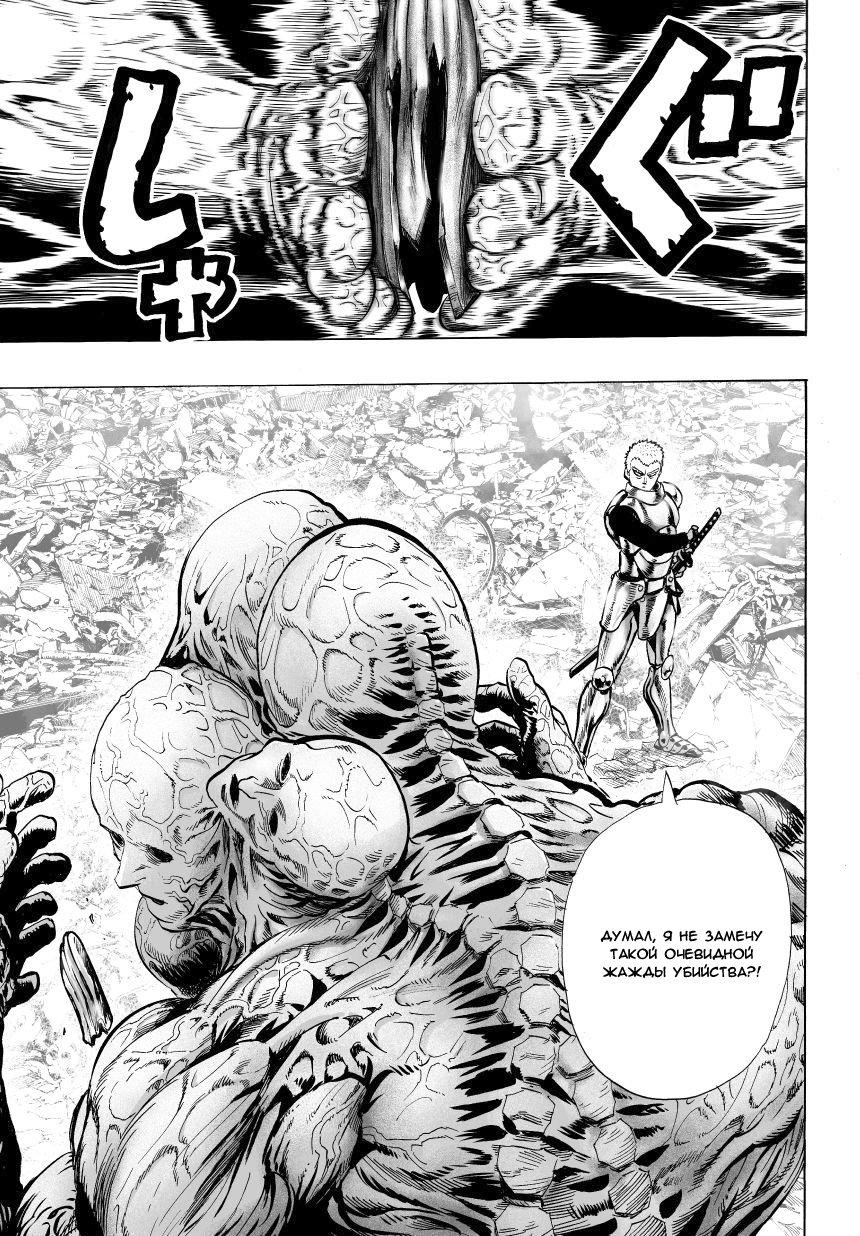 ぐ
しゃ
ДУМАЛ, Я НЕ ЗАМЕЧУ
ТАКОЙ ОЧЕВИДНОЙ
ЖАЖДЫ УБИЙСТВА?!